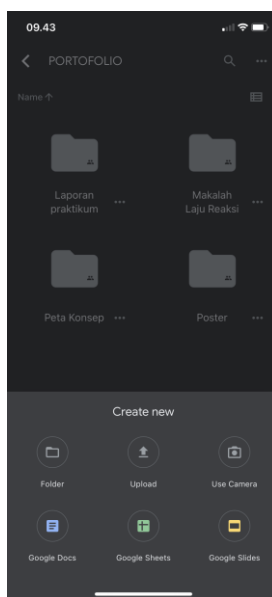 09.43
PORTOFOLIO
Name ↑
Laporan
praktikum
Makalah
Laju Reaksi
Peta Konsep
Poster
Create new
Folder
Upload
Use Camera
Google Docs
Google Sheets
Google Slides